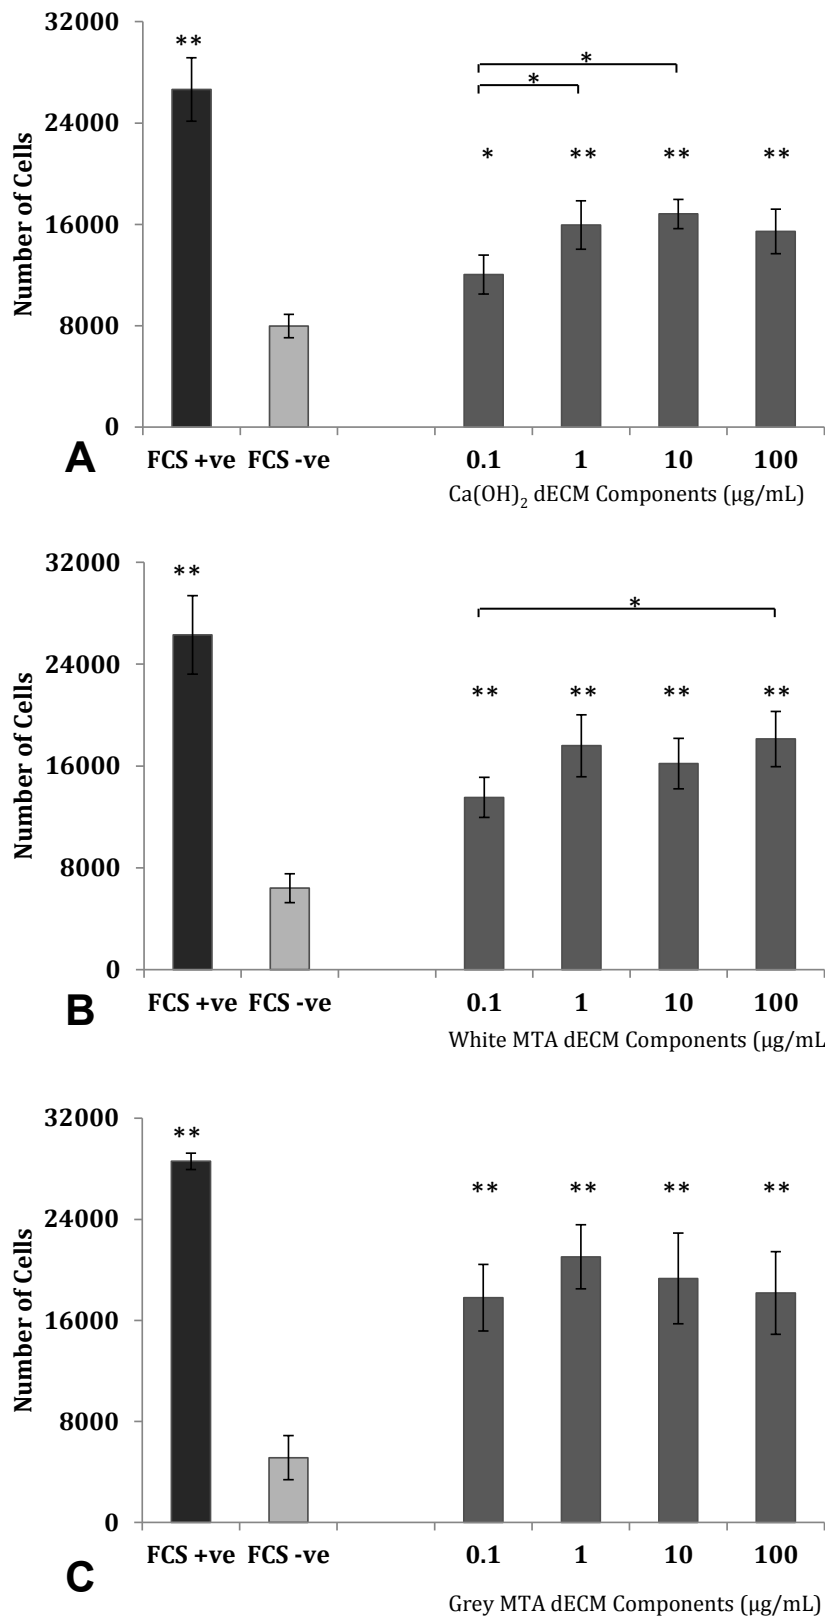 32000
**
*
*
24000
* ** ** **
Number of Cells
16000
8000
0
A
FCS +ve FCS -ve 0.1 1 10 100
Ca(OH)2 dECM Components (µg/mL)
32000
**
*
24000
** ** ** **
Number of Cells
16000
8000
0
B
FCS +ve FCS -ve 0.1 1 10 100
White MTA dECM Components (µg/mL
32000
**
24000
** ** ** **
Number of Cells
16000
8000
0
C
FCS +ve FCS -ve 0.1 1 10 100
Grey MTA dECM Components (µg/mL)